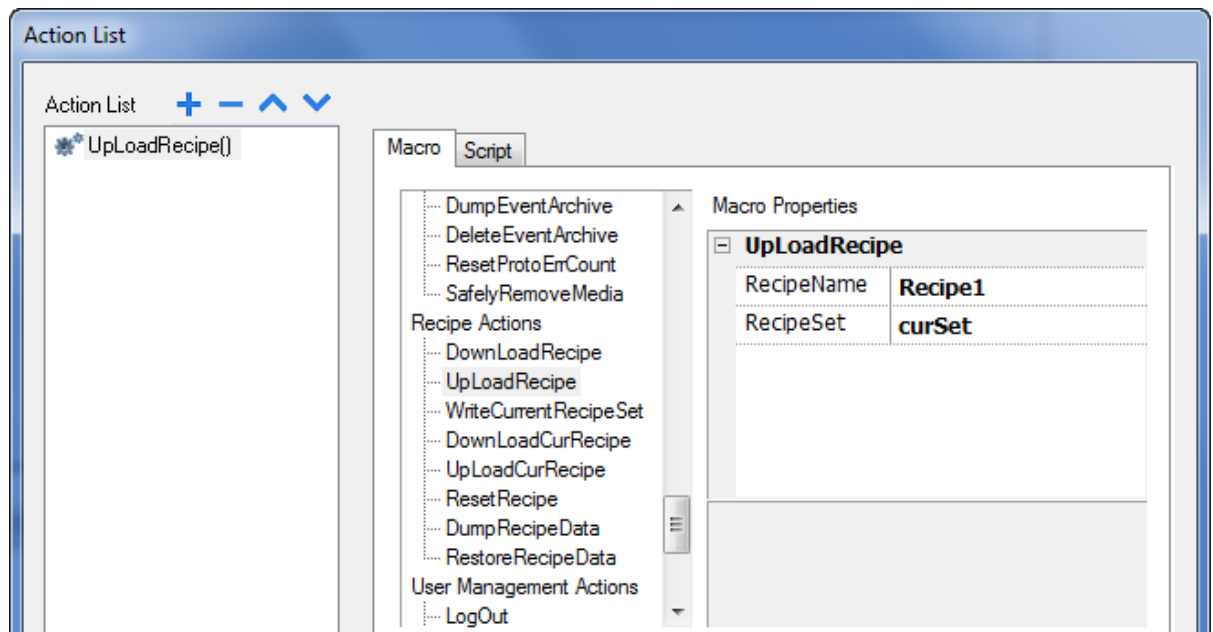 Action List
Action List
UpLoadRecipe()
Macro
Script
DumpEventArchive
DeleteEventArchive
ResetProtoErrCount
SafelyRemoveMedia
Recipe Actions
DownLoadRecipe
UpLoadRecipe
WriteCurrentRecipeSet
DownLoadCurRecipe
UpLoadCurRecipe
ResetRecipe
DumpRecipeData
RestoreRecipeData
User Management Actions
LogOut
Macro Properties
UpLoadRecipe
RecipeName Recipe1
RecipeSet curSet